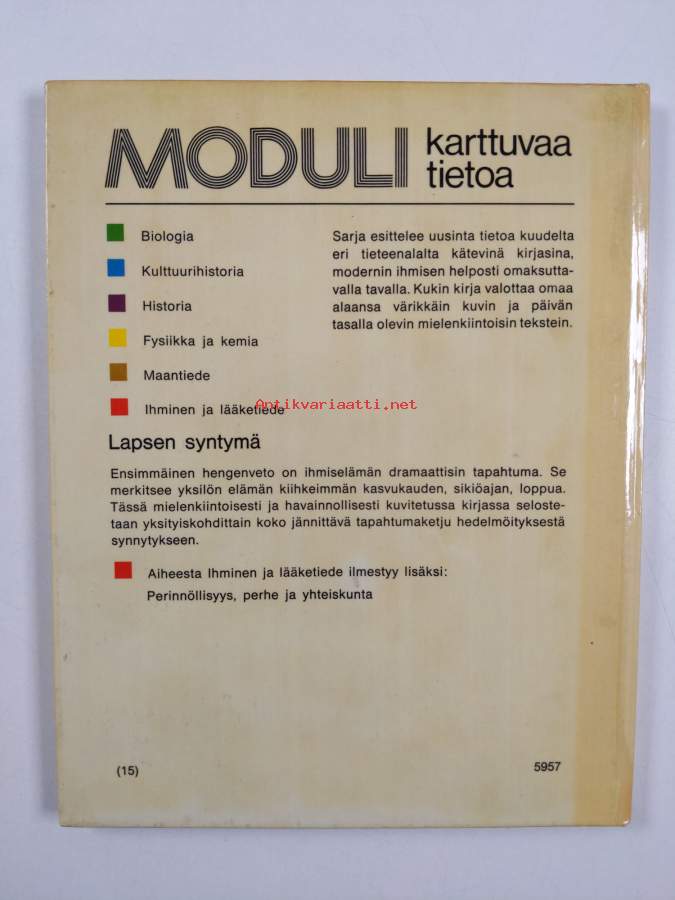 MODULI karttuvaa
tietoa
Biologia
Kulttuurihistoria
Historia
Fysiikka ja kemia
Maantiede
Ihminen ja lääketiede
Sarja esittelee uusinta tietoa kuudelta
eri tieteenalalta kätevinä kirjasina,
modernin ihmisen helposti omaksutta-
valla tavalla. Kukin kirja valottaa omaa
alaansa värikkäin kuvin ja päivän
tasalla olevin mielenkiintoisin tekstein.
Antikvariaatti.net
Lapsen syntymä
Ensimmäinen hengenveto on ihmiselämän dramaattisin tapahtuma. Se
merkitsee yksilön elämän kiihkeimmän kasvukauden, sikiöajan, loppua.
Tässä mielenkiintoisesti ja havainnollisesti kuvitetussa kirjassa seloste-
taan yksityiskohdittain koko jännittävä tapahtumaketju hedelmöityksestä
synnytykseen.
Aiheesta Ihminen ja lääketiede ilmestyy lisäksi:
Perinnöllisyys, perhe ja yhteiskunta
(15)
5957